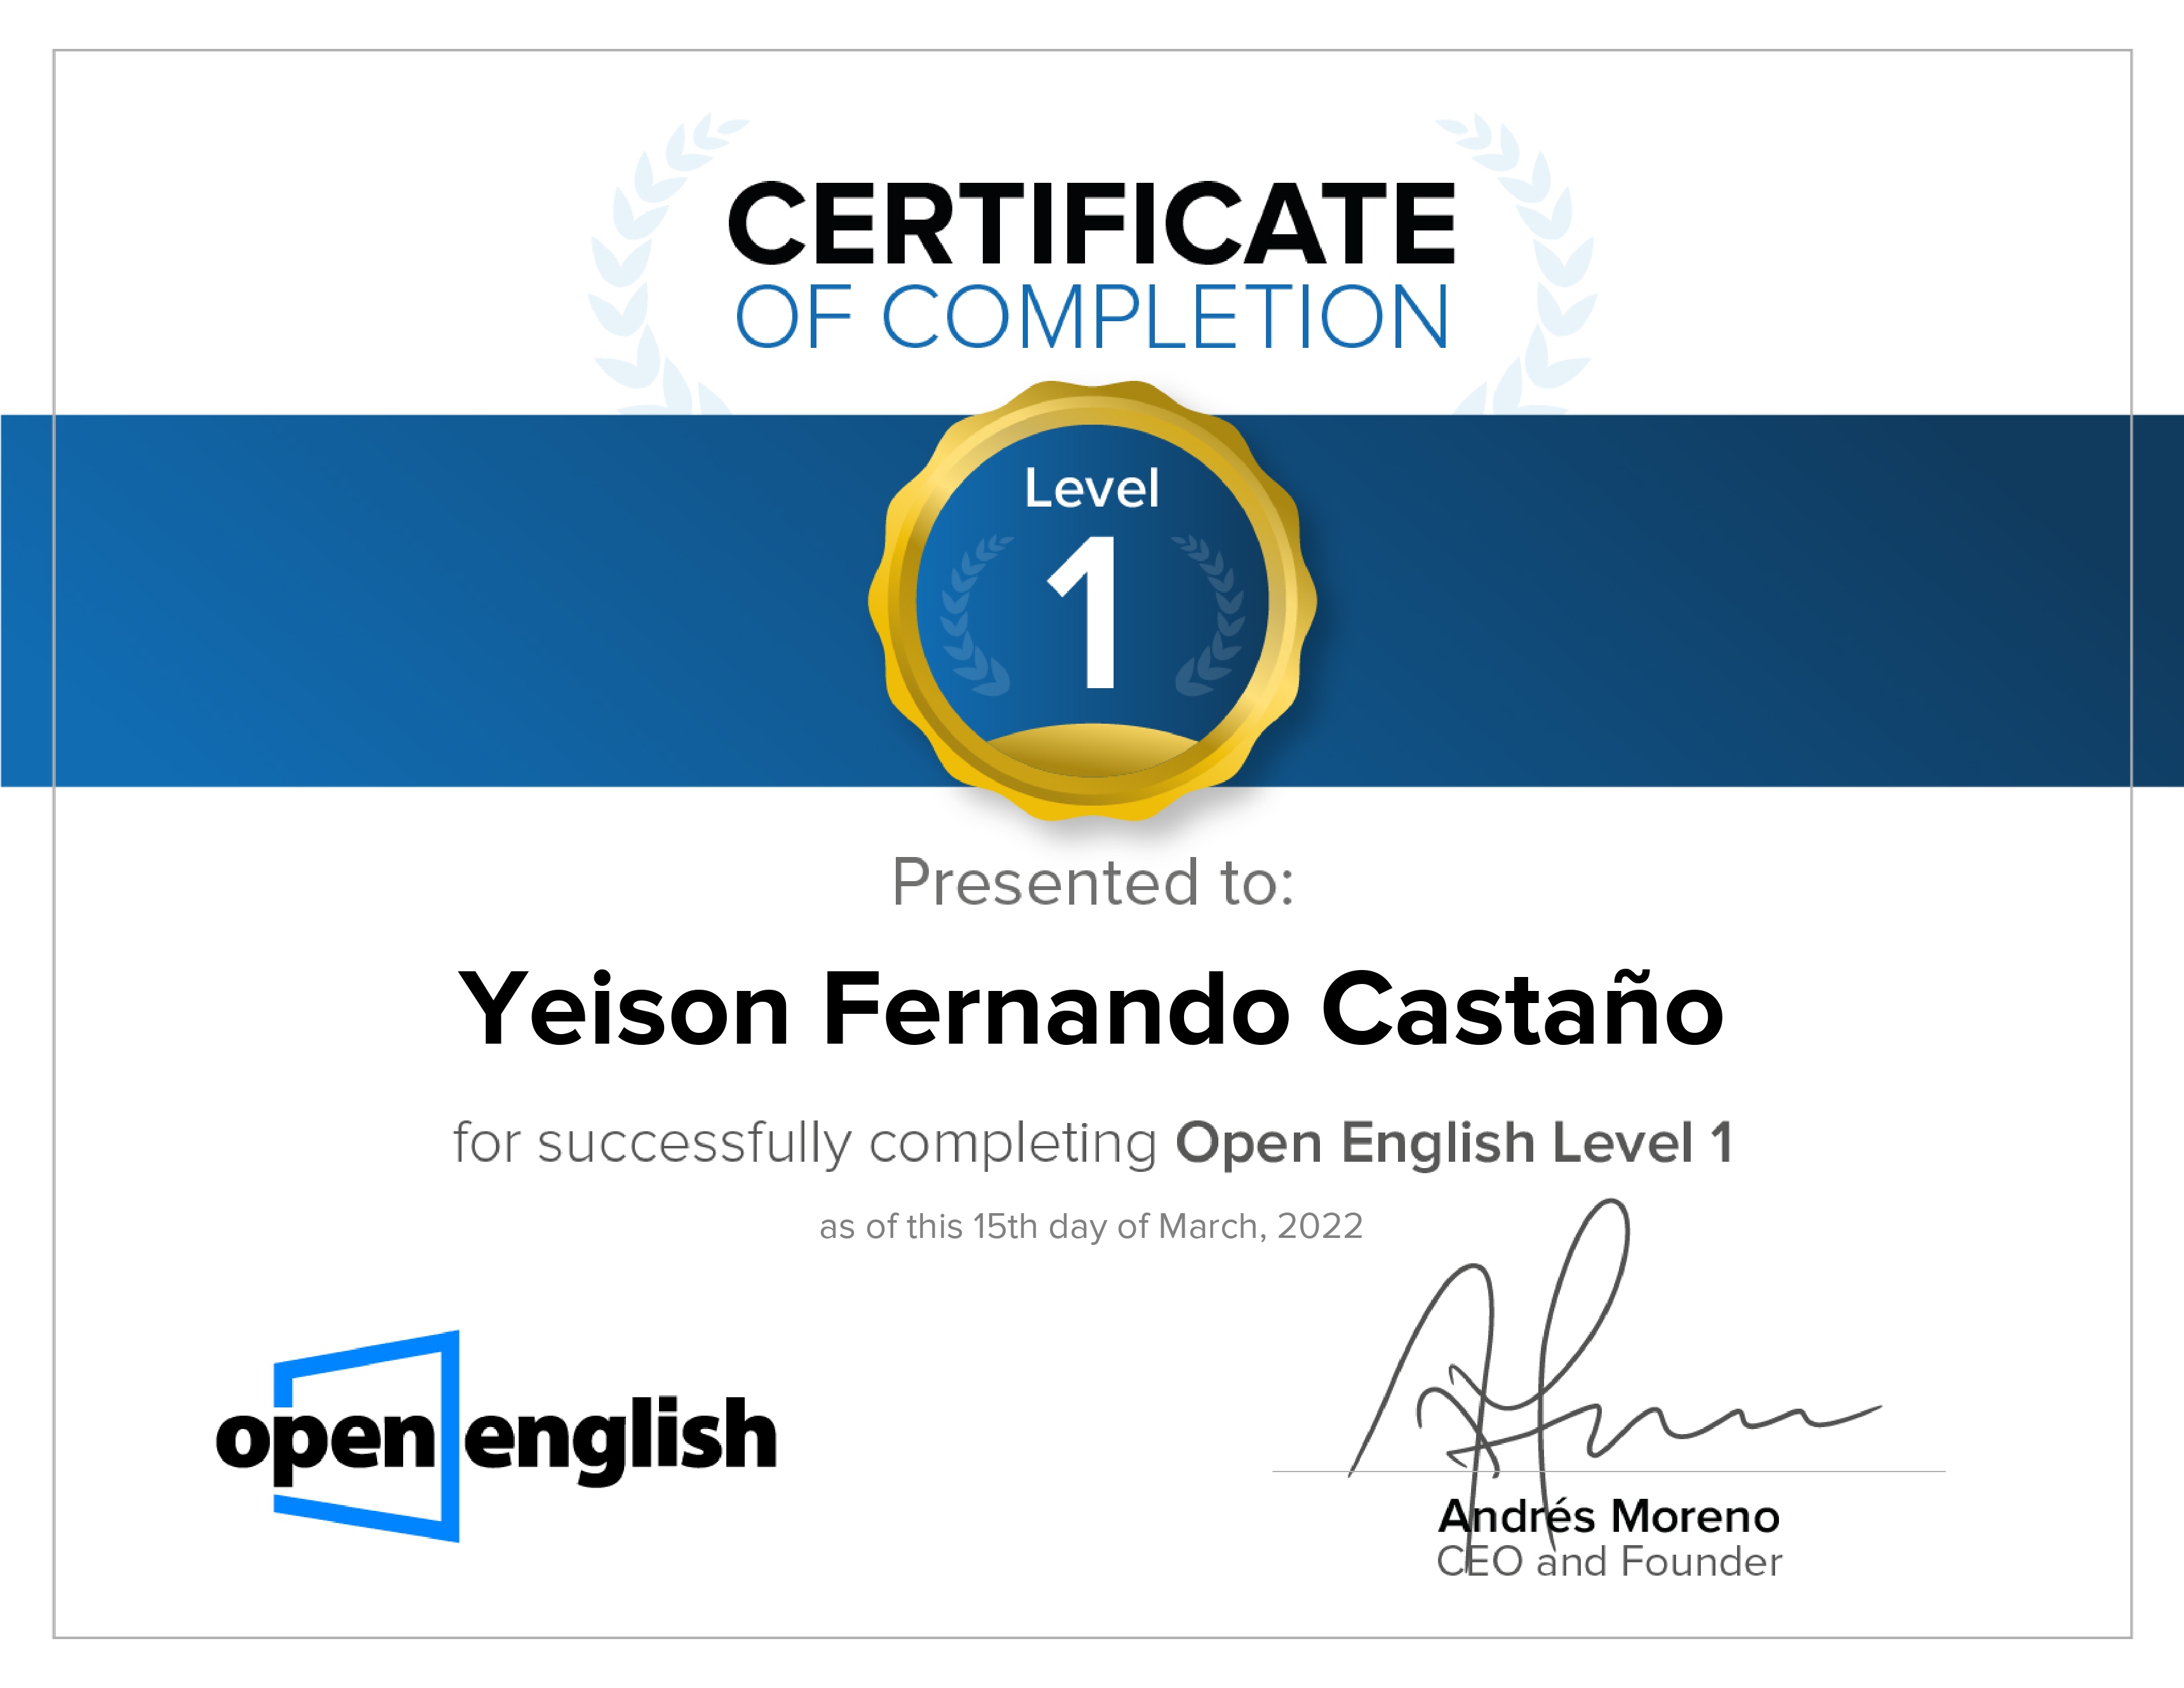 CERTIFICATE
OF COMPLETION
Level
1
Presented to:
Yeison Fernando Castaño
for successfully completing Open English Level 1
as of this 15th day of March, 2022
open english
Andrés Moreno
CEO and Founder